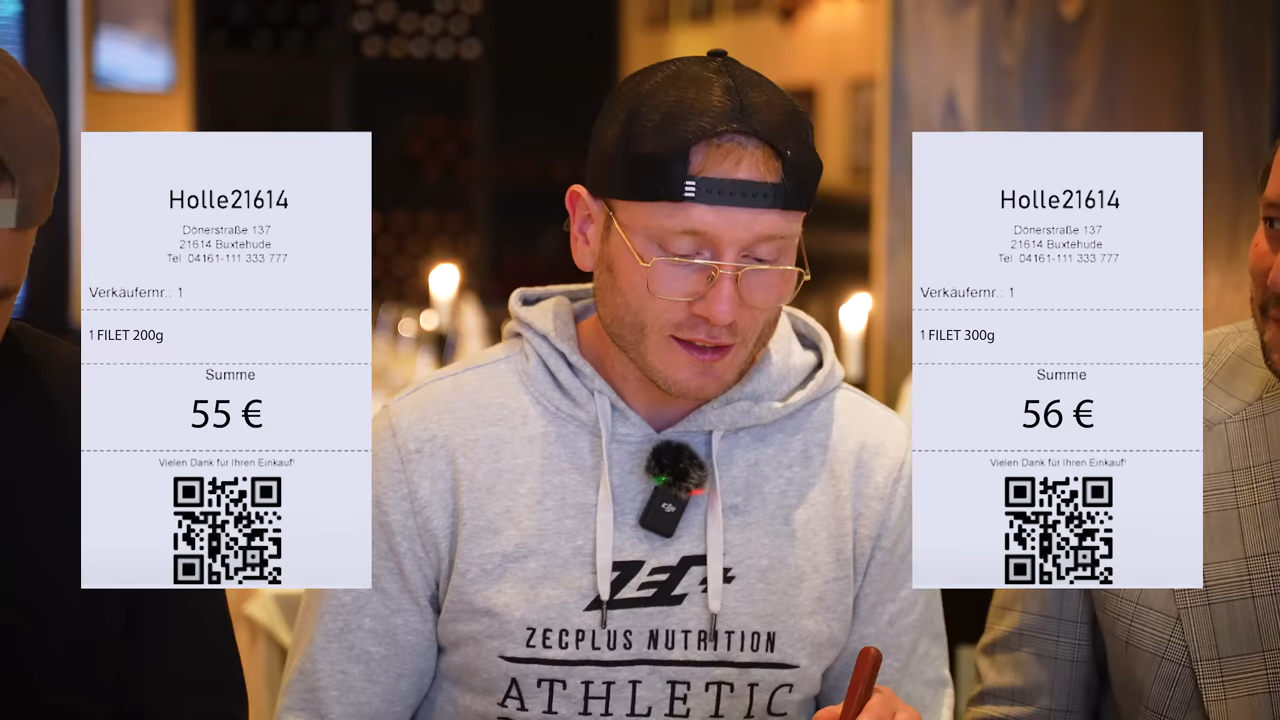 Holle21614
Dönerstraße 137
21614 Buxtehude
Tel 04161-111 333 777
Verkäufernr.: 1
1 FILET 200g
Summe
55 €
Vielen Dank für Ihren Einkauf!
Holle21614
Dönerstraße 137
21614 Buxtehude
Tel 04161-111 333 777
Verkäufernr.: 1
1 FILET 300g
Summe
56 €
Vielen Dank für Ihren Einkauf!
dji
ZEC+
ZECPLUS NUTRITION
ATHLETIC